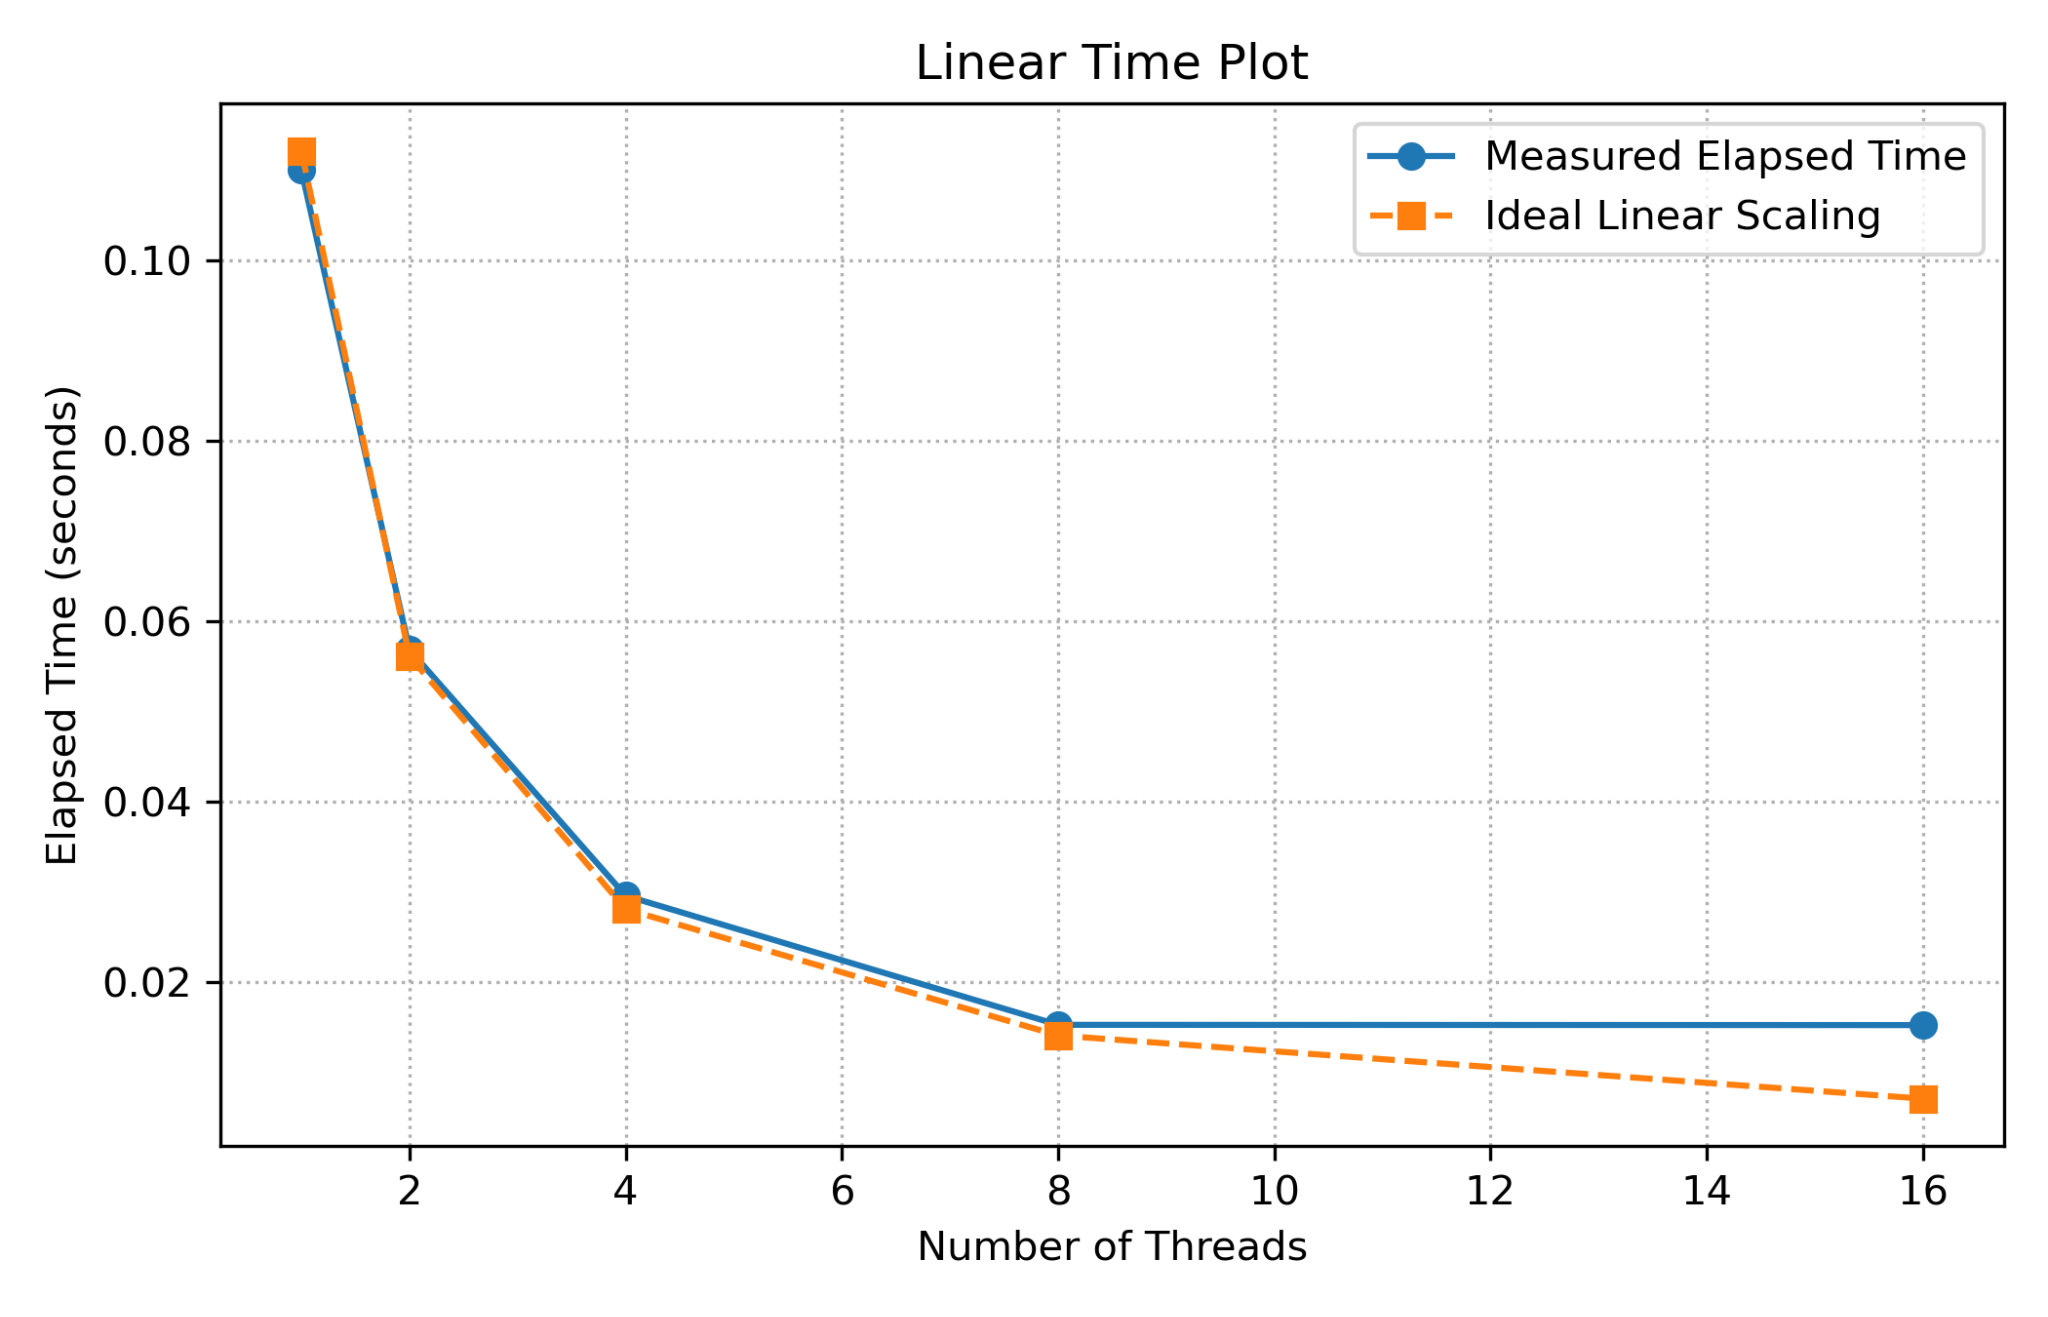 Linear Time Plot
Measured Elapsed Time
Ideal Linear Scaling
Elapsed Time (seconds)
0.10
0.08
0.06
0.04
0.02
2 4 6 8 10 12 14 16
Number of Threads